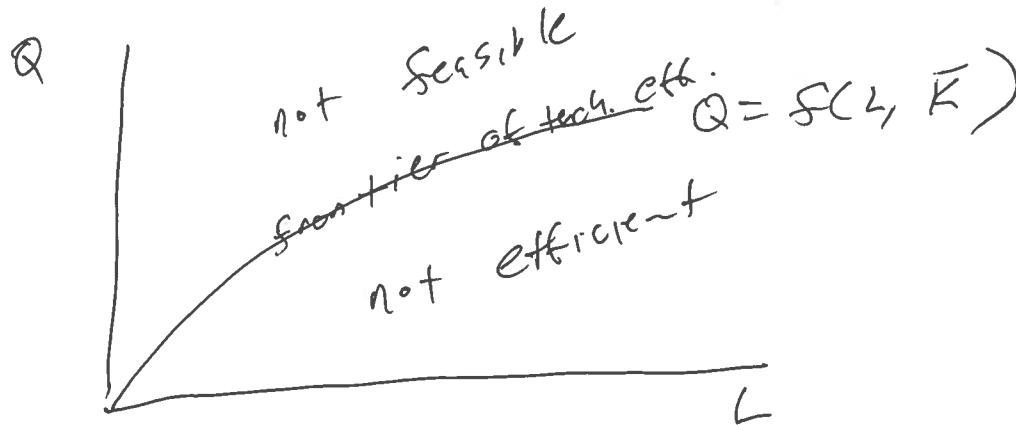 Q
not feasible
frontier of tech. eff.
Q = f(L, K̄)
not efficient
L